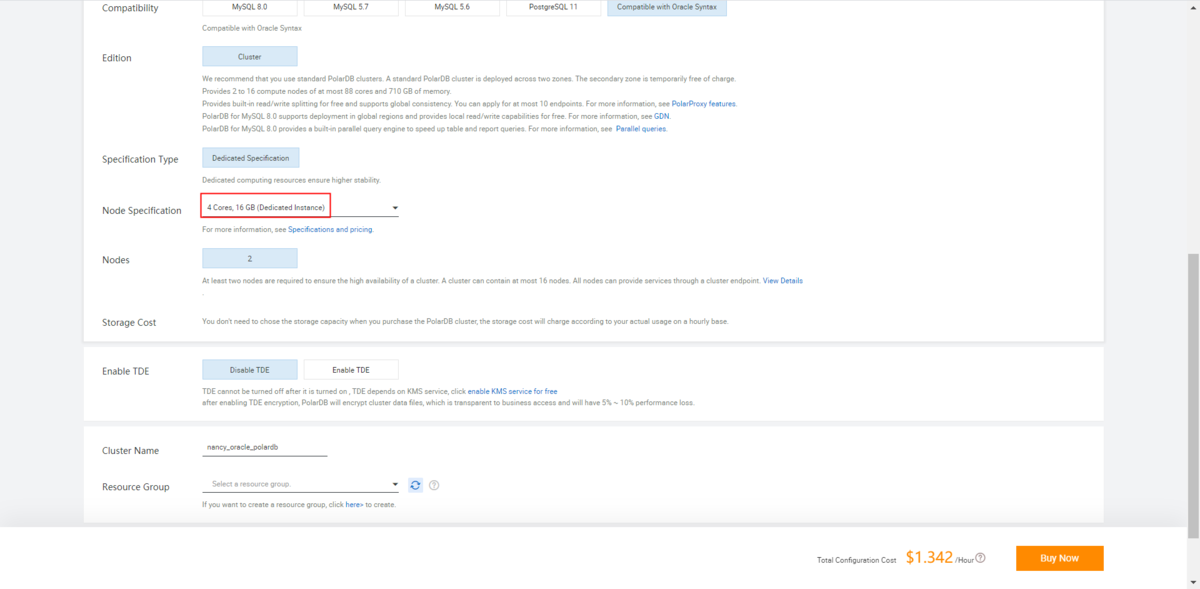 Compatibility
MySQL 8.0
MySQL 5.7
MySQL 5.6
PostgreSQL 11
Compatible with Oracle Syntax
Compatible with Oracle Syntax
Edition
Cluster
We recommend that you use standard PolarDB clusters. A standard PolarDB cluster is deployed across two zones. The secondary zone is temporarily free of charge.
Provides 2 to 16 compute nodes of at most 88 cores and 710 GB of memory.
Provides built-in read/write splitting for free and supports global consistency. You can apply for at most 10 endpoints. For more information, see PolarProxy features.
PolarDB for MySQL 8.0 supports deployment in global regions and provides local read/write capabilities for free. For more information, see GDN.
PolarDB for MySQL 8.0 provides a built-in parallel query engine to speed up table and report queries. For more information, see Parallel queries.
Specification Type
Dedicated Specification
Dedicated computing resources ensure higher stability.
Node Specification
4 Cores, 16 GB (Dedicated Instance)
For more information, see Specifications and pricing.
Nodes
2
At least two nodes are required to ensure the high availability of a cluster. A cluster can contain at most 16 nodes. All nodes can provide services through a cluster endpoint. View Details
.
Storage Cost
You don't need to chose the storage capacity when you purchase the PolarDB cluster, the storage cost will charge according to your actual usage on a hourly base.
Enable TDE
Disable TDE
Enable TDE
TDE cannot be turned off after it is turned on , TDE depends on KMS service, click enable KMS service for free
after enabling TDE encryption, PolarDB will encrypt cluster data files, which is transparent to business access and will have 5% ~ 10% performance loss.
Cluster Name
nancy_oracle_polardb
Resource Group
Select a resource group.
If you want to create a resource group, click here> to create.
Total Configuration Cost $1.342 /Hour
Buy Now